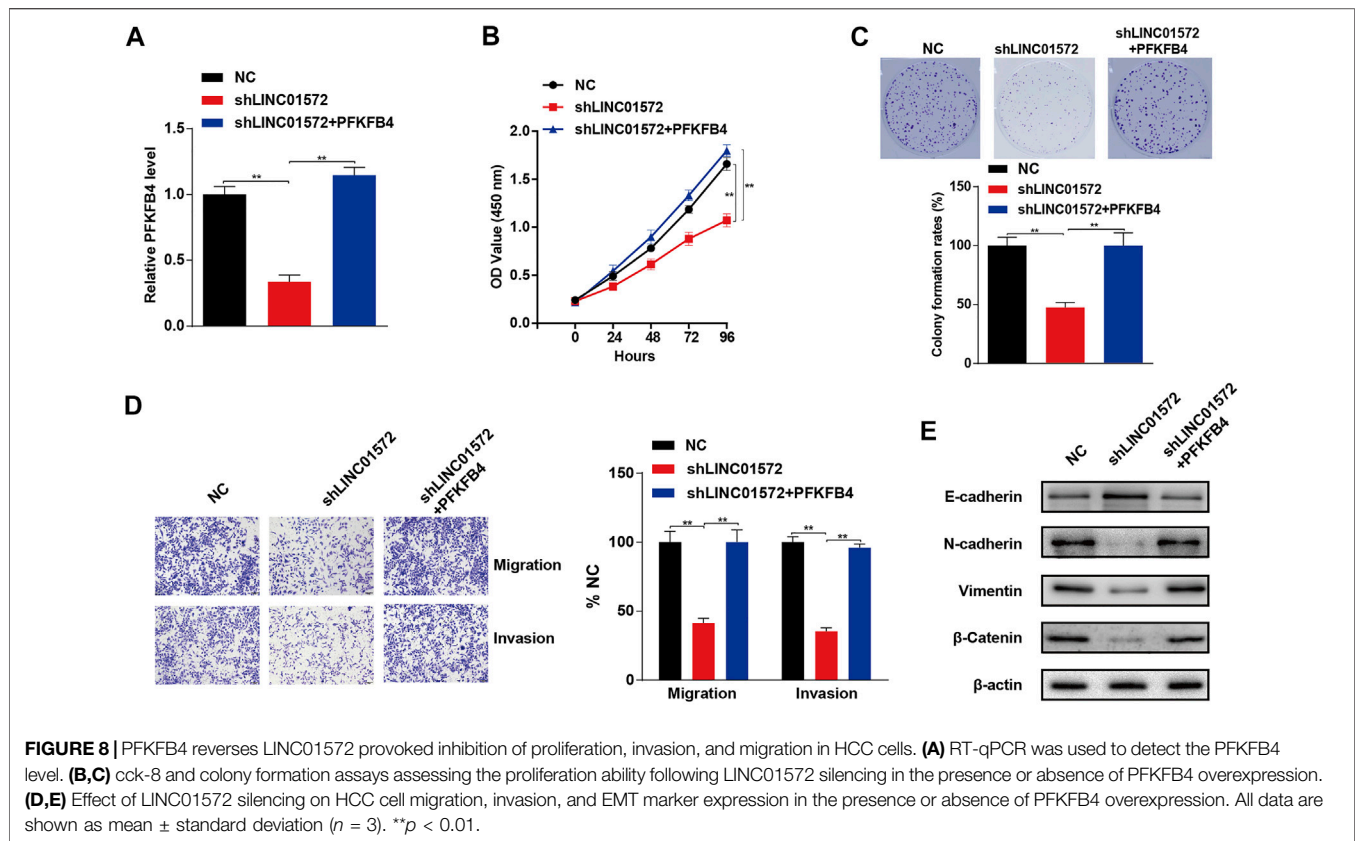 A
NC
shLINC01572
shLINC01572+PFKFB4
Relative PFKFB4 level
1.5
1.0
0.5
0.0
**
**
B
NC
shLINC01572
shLINC01572+PFKFB4
OD Value (450 nm)
2.0
1.5
1.0
0.5
0.0
**
**
0 24 48 72 96
Hours
C
NC
shLINC01572
shLINC01572
+PFKFB4
NC
shLINC01572
shLINC01572+PFKFB4
Colony formation rates (%)
150
100
50
0
**
**
D
NC
shLINC01572
shLINC01572
+PFKFB4
Migration
Invasion
NC
shLINC01572
shLINC01572+PFKFB4
% NC
150
100
50
0
**
**
**
**
Migration Invasion
E
NC
shLINC01572
shLINC01572
+PFKFB4
E-cadherin
N-cadherin
Vimentin
β-Catenin
β-actin
FIGURE 8 | PFKFB4 reverses LINC01572 provoked inhibition of proliferation, invasion, and migration in HCC cells. (A) RT-qPCR was used to detect the PFKFB4
level. (B,C) cck-8 and colony formation assays assessing the proliferation ability following LINC01572 silencing in the presence or absence of PFKFB4 overexpression.
(D,E) Effect of LINC01572 silencing on HCC cell migration, invasion, and EMT marker expression in the presence or absence of PFKFB4 overexpression. All data are
shown as mean ± standard deviation (n = 3). **p < 0.01.